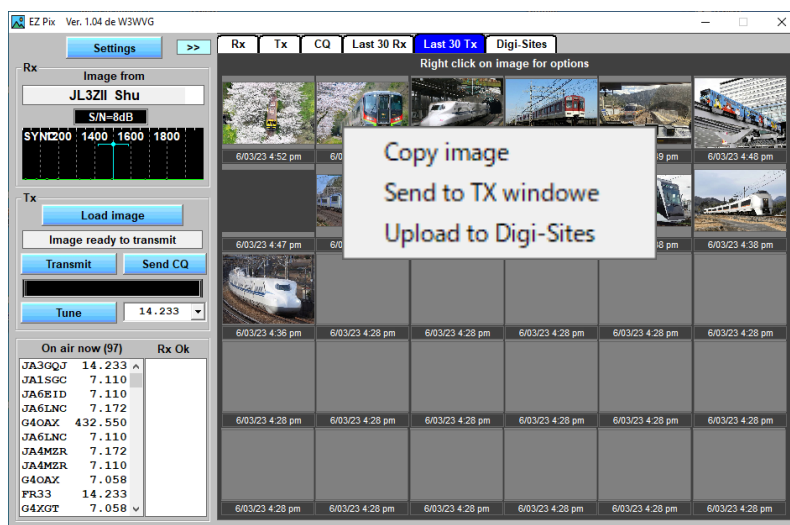 EZ Pix Ver. 1.04 de W3WVG
Settings
>>
Rx
Image from
JL3ZII Shu
S/N=8dB
1400 1600 1800
Tx
Load image
Image ready to transmit
Transmit Send CQ
Tune 14.233
On air now (97) Rx Ok
JA3GQJ 14.233
JA1SGC 7.110
JA6EID 7.110
JA6LNC 7.172
G4OAX 432.550
JA6LNC 7.110
JA4MZR 7.172
JA4MZR 7.110
G4OAX 7.058
FR33 14.233
G4XGT 7.058
Rx Tx CQ Last 30 Rx Last 30 Tx Digi-Sites
Right click on image for options
6/03/23 4:52 pm 6/03/23 4:48 pm
Copy image
Send to TX windowe
Upload to Digi-Sites
6/03/23 4:47 pm 6/03/23 4:38 pm
6/03/23 4:36 pm 6/03/23 4:28 pm 6/03/23 4:28 pm 6/03/23 4:28 pm 6/03/23 4:28 pm 6/03/23 4:28 pm
6/03/23 4:28 pm 6/03/23 4:28 pm 6/03/23 4:28 pm 6/03/23 4:28 pm 6/03/23 4:28 pm 6/03/23 4:28 pm
6/03/23 4:28 pm 6/03/23 4:28 pm 6/03/23 4:28 pm 6/03/23 4:28 pm 6/03/23 4:28 pm 6/03/23 4:28 pm